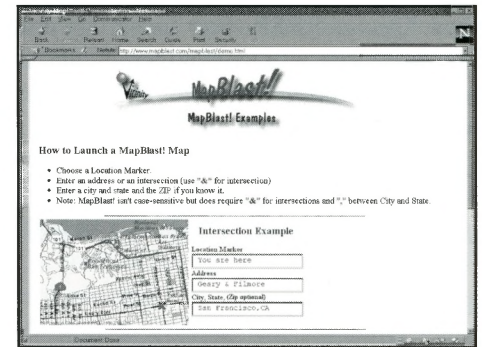 File Edit View Go Communicator Help
Back Reload Home Search Guide Print Security
Bookmarks Netsite: http://www.mapblast.com/
Vicinity
MapBlast!
MapBlast! Examples
How to Launch a MapBlast! Map
Choose a Location Marker.
Enter an address or an intersection (use "&" for intersection)
Enter a city and state and the ZIP if you know it.
Note: MapBlast! isn't case-sensitive but does require "&" for intersections and "," between City and State.
Intersection Example
Location Marker
You are here
Address
Geary & Filmore
City, State, (Zip optional)
San Francisco,CA
Document: Done